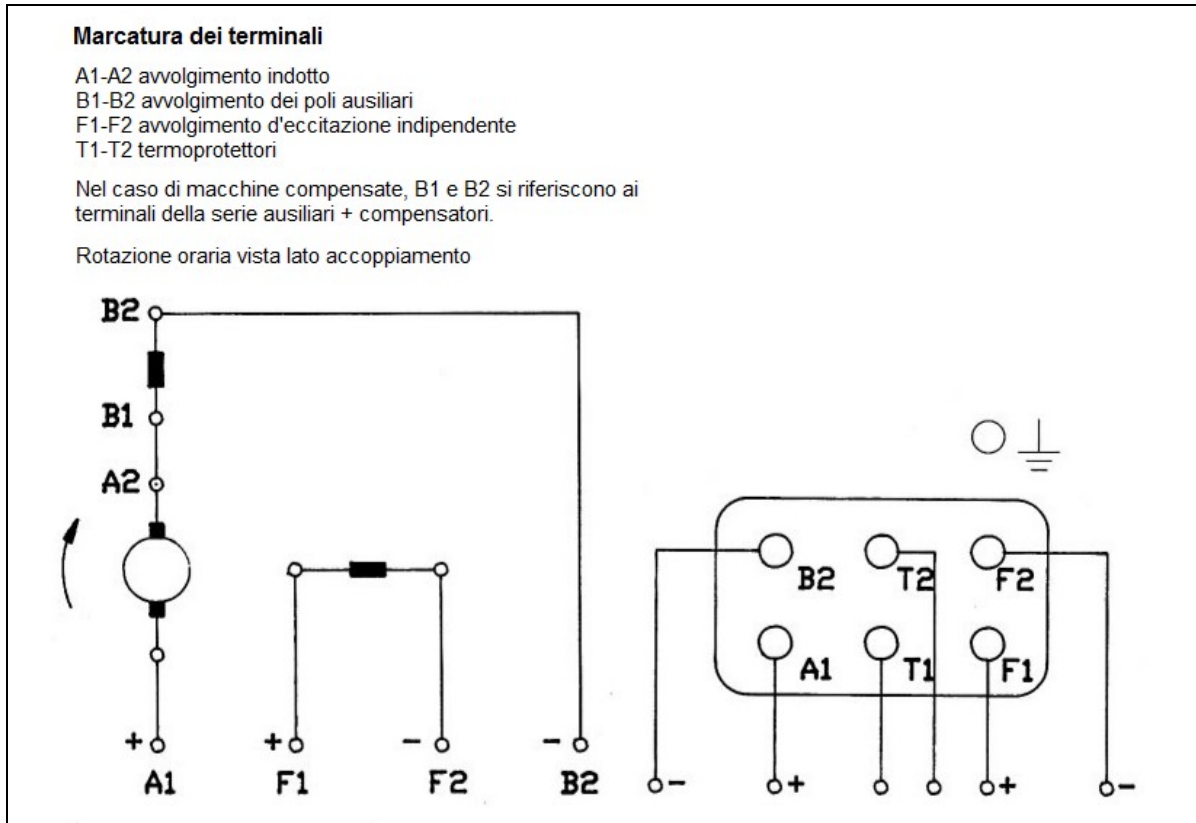 Marcatura dei terminali
A1-A2 avvolgimento indotto
B1-B2 avvolgimento dei poli ausiliari
F1-F2 avvolgimento d'eccitazione indipendente
T1-T2 termoprotettori
Nel caso di macchine compensate, B1 e B2 si riferiscono ai
terminali della serie ausiliari + compensatori.
Rotazione oraria vista lato accoppiamento
B2
B1
A2
+ + - -
A1 F1 F2 B2
B2 T2 F2
A1 T1 F1
- + + -